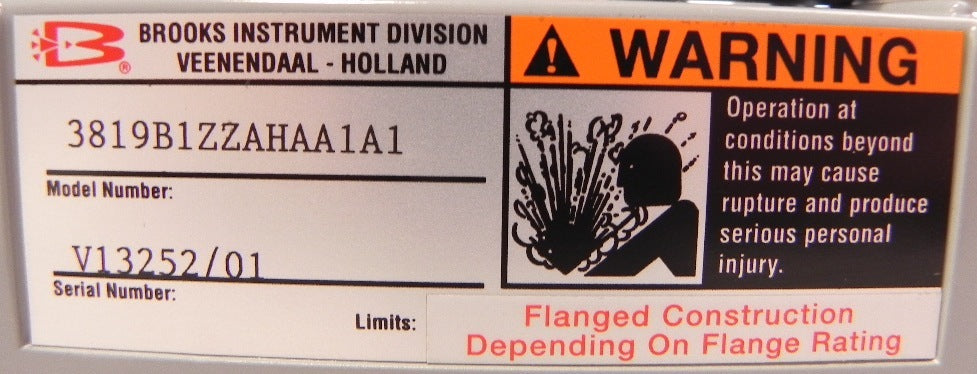 B®
BROOKS INSTRUMENT DIVISION
VEENENDAAL - HOLLAND
3819B1ZZAHAA1A1
Model Number:
V13252/01
Serial Number:
Limits:
WARNING
Operation at
conditions beyond
this may cause
rupture and produce
serious personal
injury.
Flanged Construction
Depending On Flange Rating